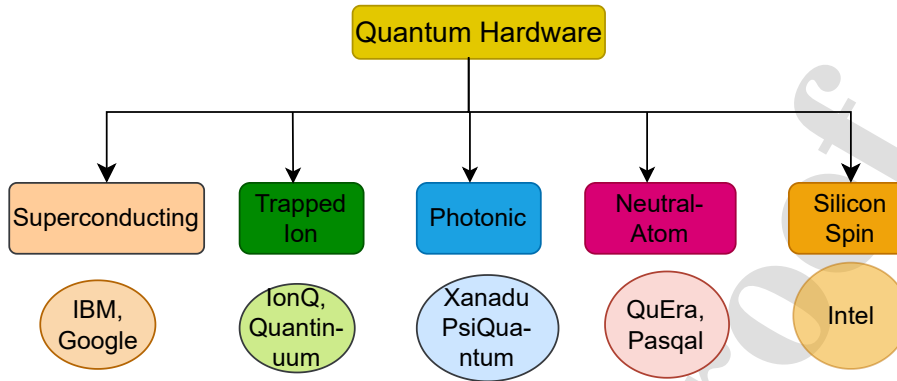 Quantum Hardware
Superconducting
Trapped
Ion
Photonic
Neutral-
Atom
Silicon
Spin
IBM,
Google
IonQ,
Quantin-
uum
Xanadu
PsiQua-
ntum
QuEra,
Pasqal
Intel